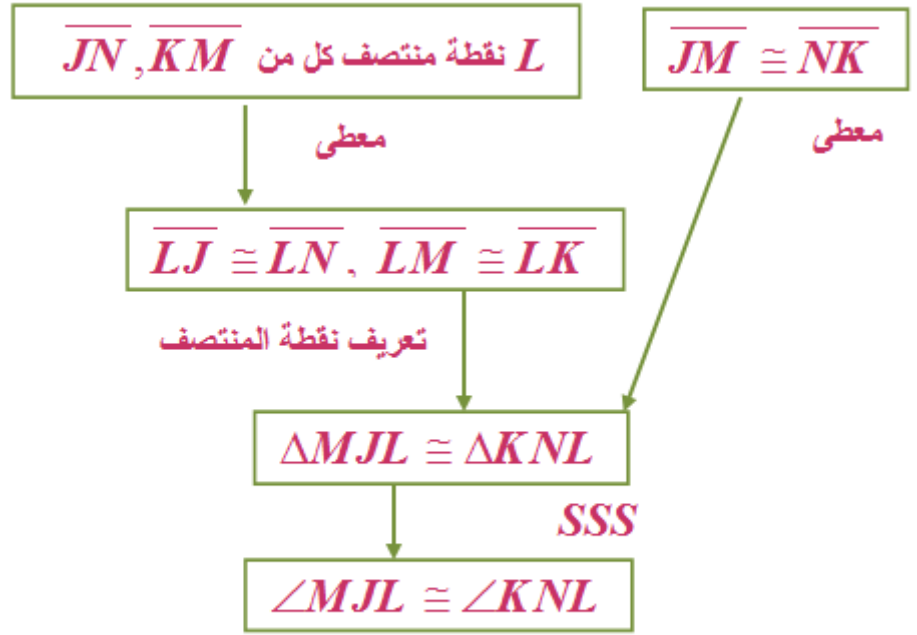 L نقطة منتصف كل من JN, KM
JM ≅ NK
معطى
معطى
LJ ≅ LN, LM ≅ LK
تعريف نقطة المنتصف
ΔMJL ≅ ΔKNL
SSS
∠MJL ≅ ∠KNL